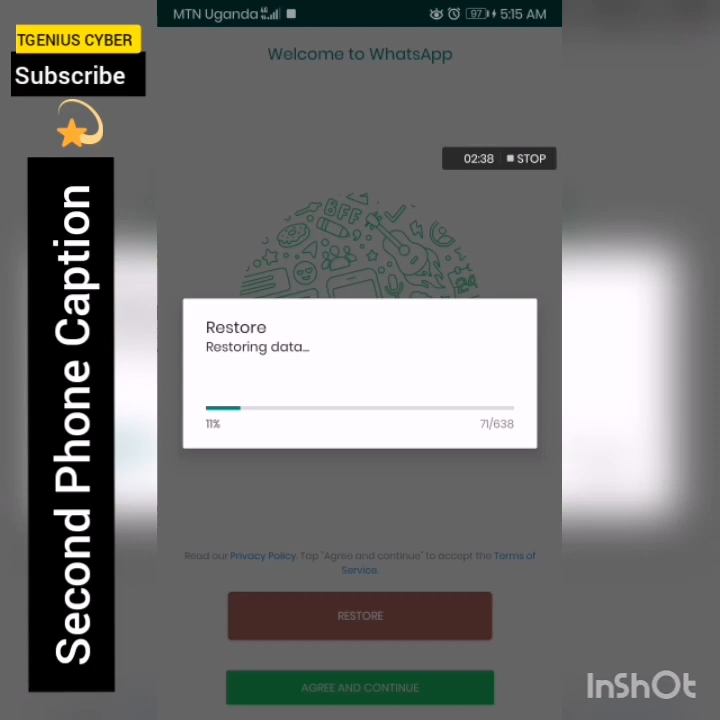 TGENIUS CYBER
Subscribe
Second Phone Caption
MTN Uganda 97 5:15 AM
Welcome to WhatsApp
02:38 STOP
BFF
24
Restore
Restoring data...
11% 71/638
Read our Privacy Policy. Tap "Agree and continue" to accept the Terms of
Service.
RESTORE
AGREE AND CONTINUE
InShOt